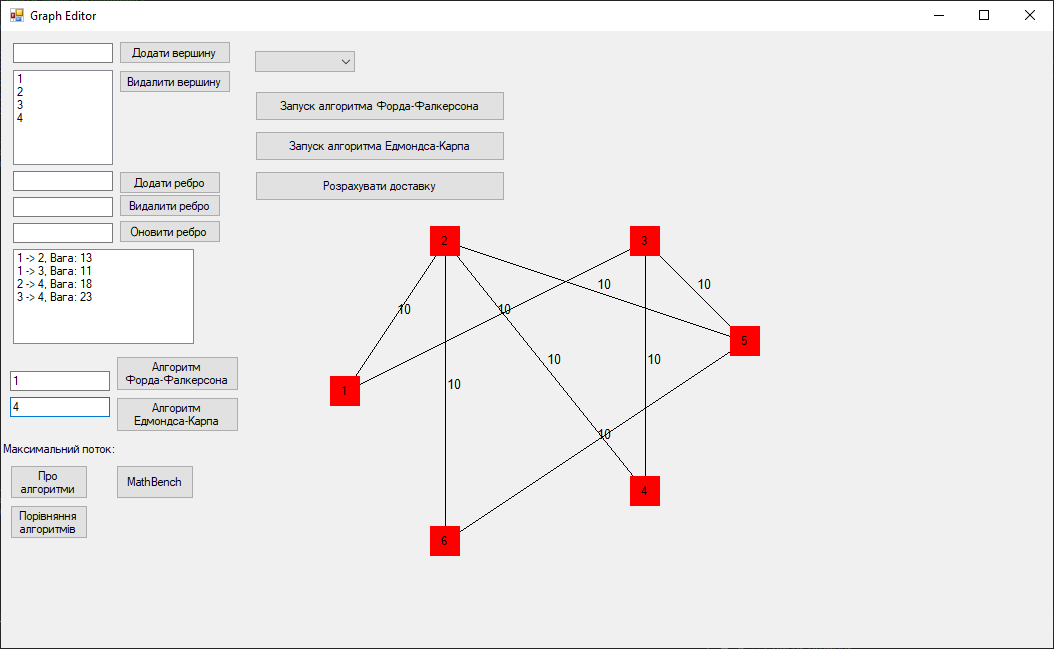 Graph Editor
Додати вершину
Видалити вершину
1
2
3
4
Додати ребро
Видалити ребро
Оновити ребро
1 -> 2, Вага: 13
1 -> 3, Вага: 11
2 -> 4, Вага: 18
3 -> 4, Вага: 23
1
Алгоритм
Форда-Фалкерсона
4
Алгоритм
Едмондса-Карпа
Максимальний поток:
Про
алгоритми
MathBench
Порівняння
алгоритмів
Запуск алгоритма Форда-Фалкерсона
Запуск алгоритма Едмондса-Карпа
Розрахувати доставку
2
3
10
10
10
10
5
10
10
10
1
10
4
6